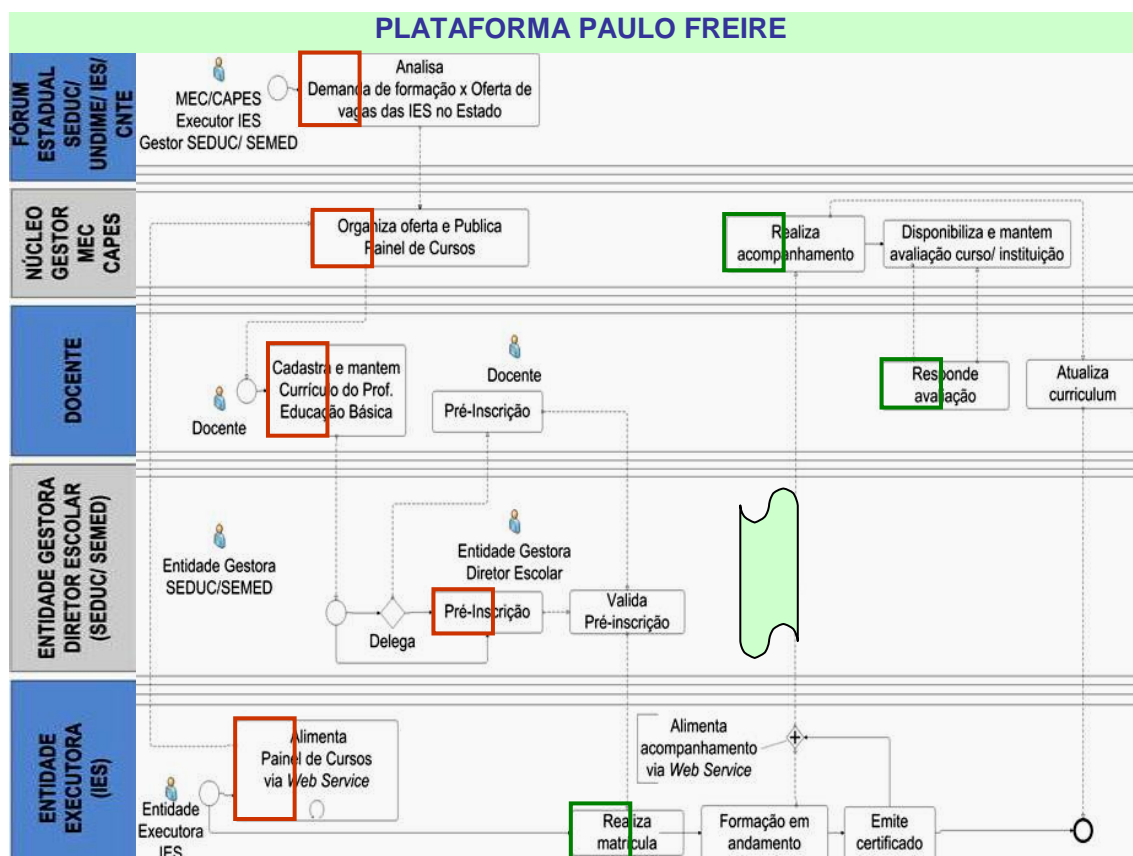 PLATAFORMA PAULO FREIRE
FÓRUM
ESTADUAL
SEDUC/
UNDIME/ IES/
CNTE
MEC/CAPES
Executor IES
Gestor SEDUC/ SEMED
Analisa
Demanda de formação x Oferta de
vagas das IES no Estado
NÚCLEO
GESTOR
MEC
CAPES
Organiza oferta e Publica
Painel de Cursos
Realiza
acompanhamento
Disponibiliza e mantem
avaliação curso/ instituição
DOCENTE
Docente
Cadastra e mantem
Currículo do Prof.
Educação Básica
Docente
Pré-Inscrição
Responde
avaliação
Atualiza
curriculum
ENTIDADE GESTORA
DIRETOR ESCOLAR
(SEDUC/ SEMED)
Entidade Gestora
SEDUC/SEMED
Delega
Entidade Gestora
Diretor Escolar
Pré-Inscrição
Valida
Pré-inscrição
ENTIDADE
EXECUTORA
(IES)
Entidade
Executora
IES
Alimenta
Painel de Cursos
via Web Service
Alimenta
acompanhamento
via Web Service
Realiza
matrícula
Formação em
andamento
Emite
certificado